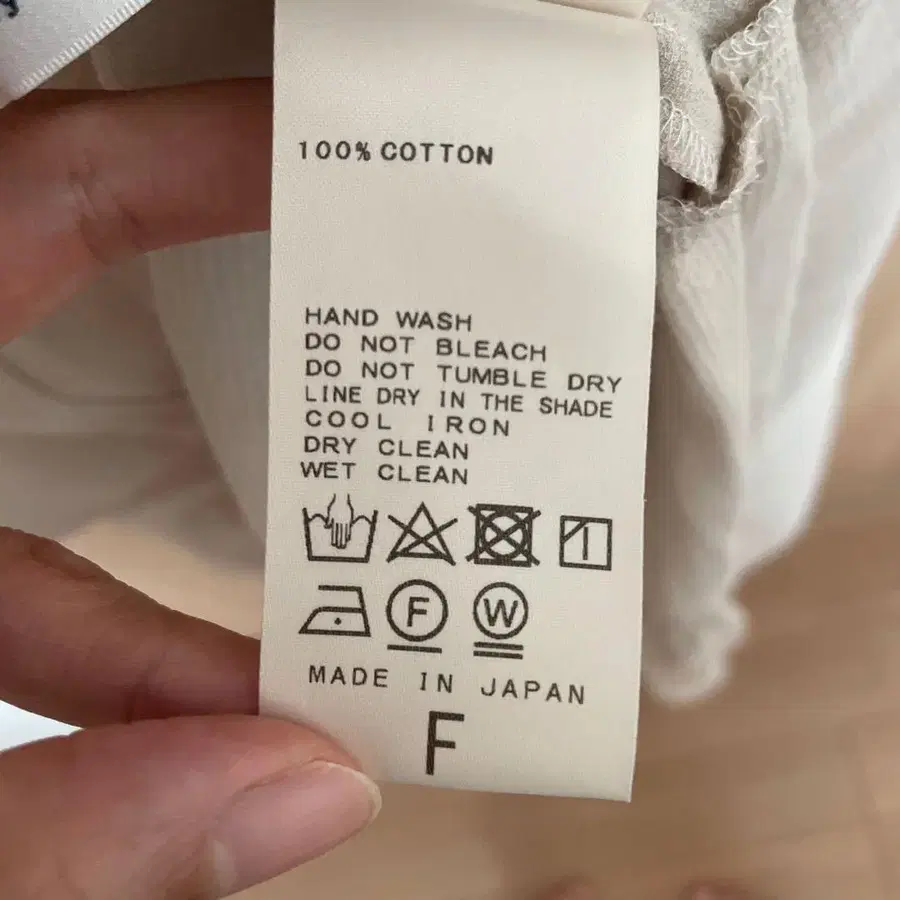 100% COTTON
HAND WASH
DO NOT BLEACH
DO NOT TUMBLE DRY
LINE DRY IN THE SHADE
COOL IRON
DRY CLEAN
WET CLEAN
F W
MADE IN JAPAN
F